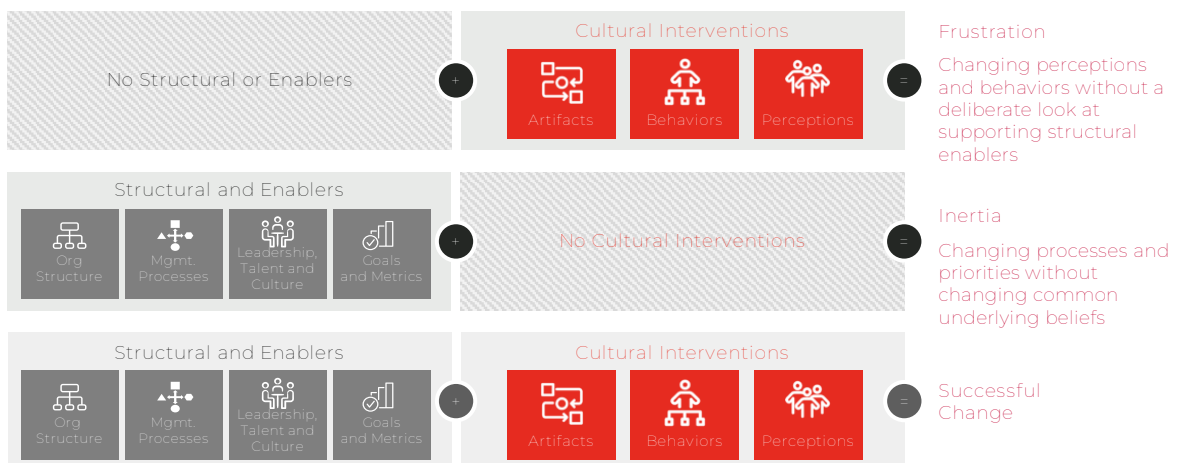 No Structural or Enablers
+
Cultural Interventions
Artifacts
Behaviors
Perceptions
=
Frustration
Changing perceptions
and behaviors without a
deliberate look at
supporting structural
enablers
Structural and Enablers
Org
Structure
Mgmt.
Processes
Leadership,
Talent and
Culture
Goals
and Metrics
+
No Cultural Interventions
=
Inertia
Changing processes and
priorities without
changing common
underlying beliefs
Structural and Enablers
Org
Structure
Mgmt.
Processes
Leadership,
Talent and
Culture
Goals
and Metrics
+
Cultural Interventions
Artifacts
Behaviors
Perceptions
=
Successful
Change